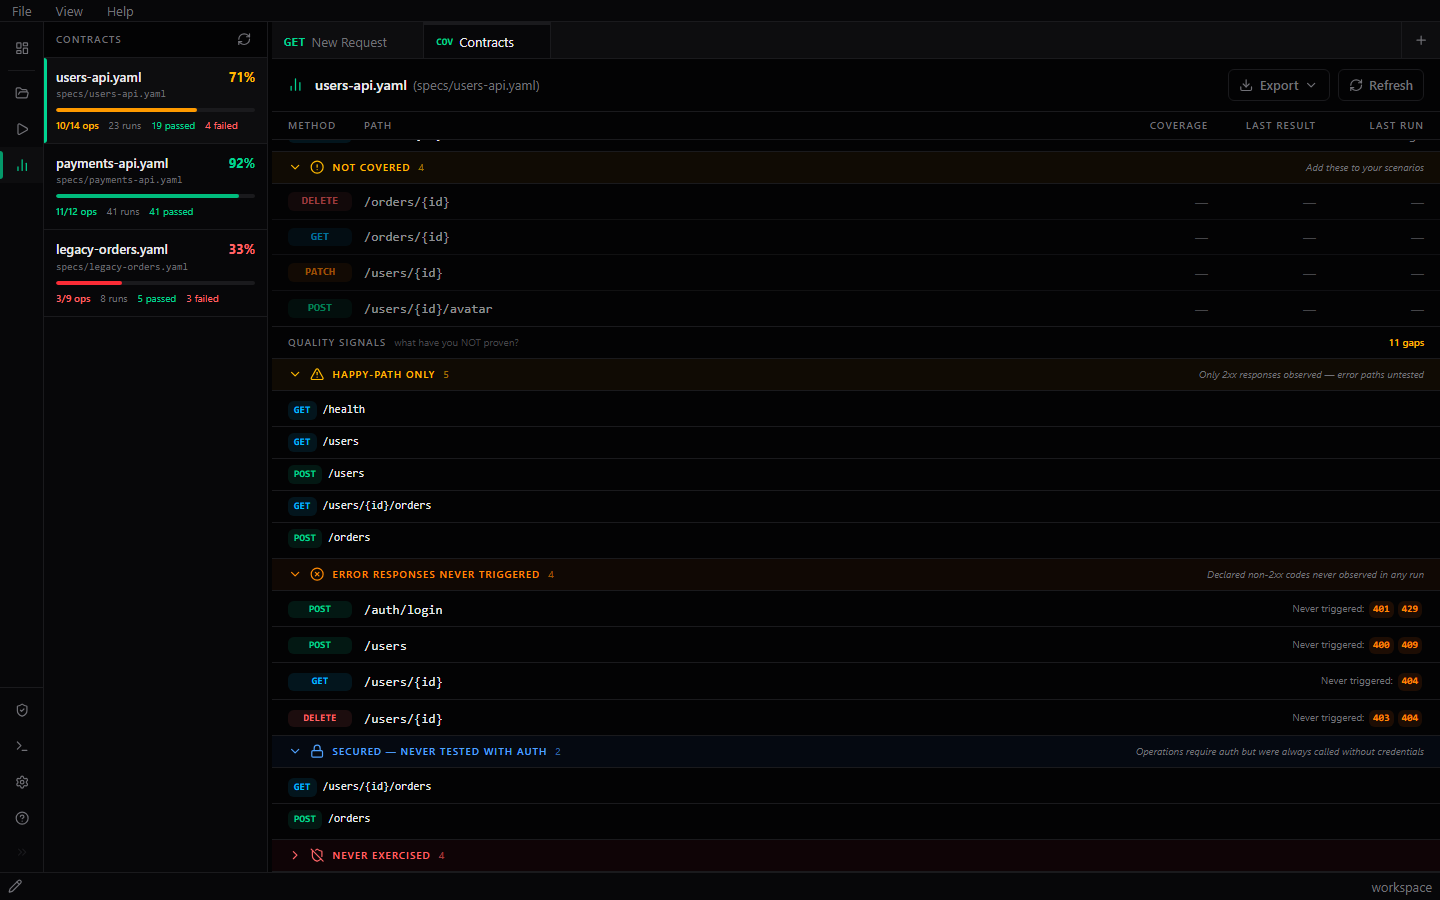 File View Help
CONTRACTS
users-api.yaml 71%
specs/users-api.yaml
10/14 ops 23 runs 19 passed 4 failed
payments-api.yaml 92%
specs/payments-api.yaml
11/12 ops 41 runs 41 passed
legacy-orders.yaml 33%
specs/legacy-orders.yaml
3/9 ops 8 runs 5 passed 3 failed
GET New Request COV Contracts
users-api.yaml (specs/users-api.yaml) Export Refresh
METHOD PATH COVERAGE LAST RESULT LAST RUN
NOT COVERED 4 Add these to your scenarios
DELETE /orders/{id} — — —
GET /orders/{id} — — —
PATCH /users/{id} — — —
POST /users/{id}/avatar — — —
QUALITY SIGNALS what have you NOT proven? 11 gaps
HAPPY-PATH ONLY 5 Only 2xx responses observed — error paths untested
GET /health
GET /users
POST /users
GET /users/{id}/orders
POST /orders
ERROR RESPONSES NEVER TRIGGERED 4 Declared non-2xx codes never observed in any run
POST /auth/login Never triggered: 401 429
POST /users Never triggered: 400 409
GET /users/{id} Never triggered: 404
DELETE /users/{id} Never triggered: 403 404
SECURED — NEVER TESTED WITH AUTH 2 Operations require auth but were always called without credentials
GET /users/{id}/orders
POST /orders
NEVER EXERCISED 4
workspace